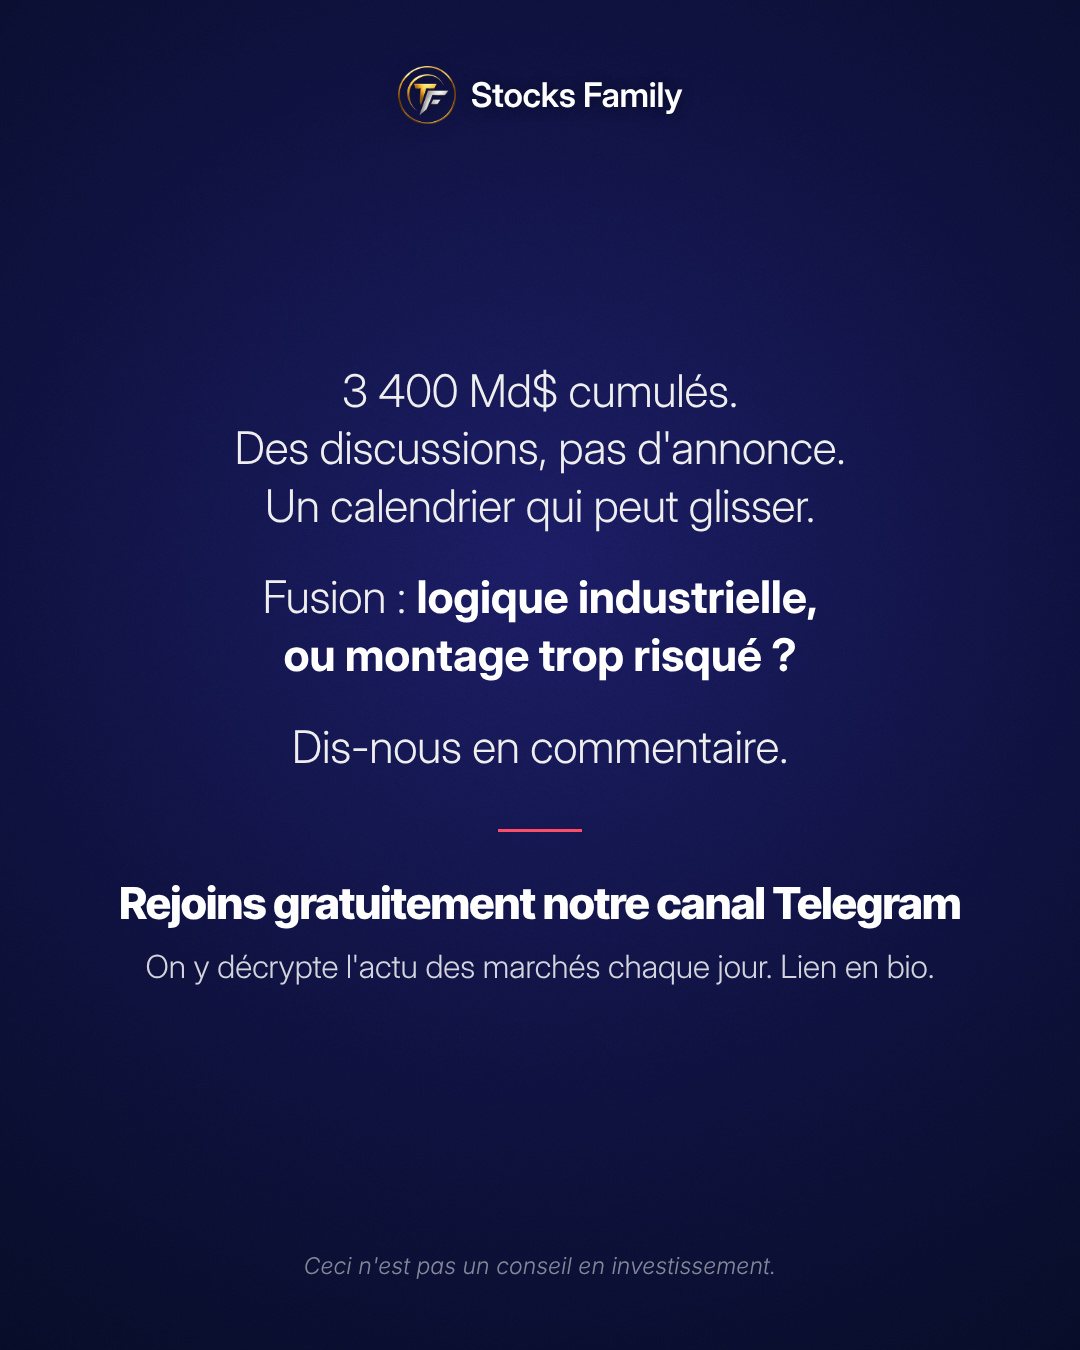 TF Stocks Family
3 400 Md$ cumulés.
Des discussions, pas d'annonce.
Un calendrier qui peut glisser.
Fusion : logique industrielle,
ou montage trop risqué ?
Dis-nous en commentaire.
Rejoins gratuitement notre canal Telegram
On y décrypte l'actu des marchés chaque jour. Lien en bio.
Ceci n'est pas un conseil en investissement.